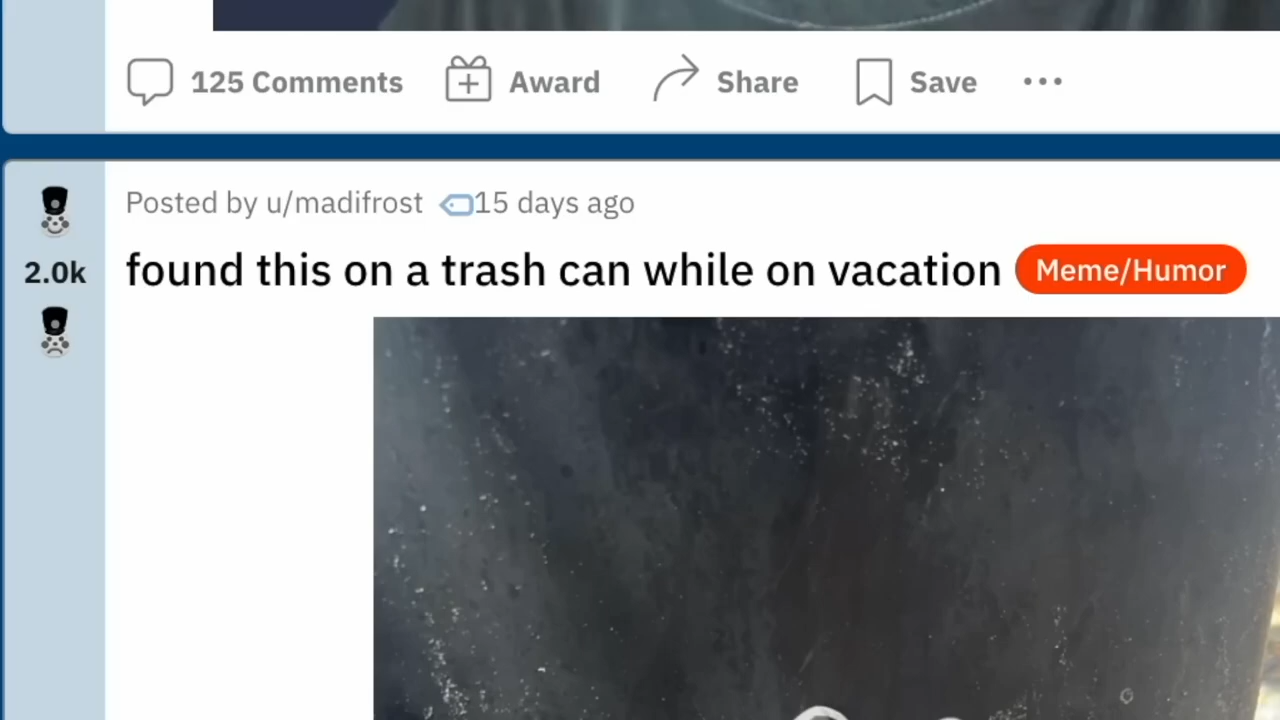 125 Comments Award Share Save
Posted by u/madifrost 15 days ago
2.0k
found this on a trash can while on vacation Meme/Humor